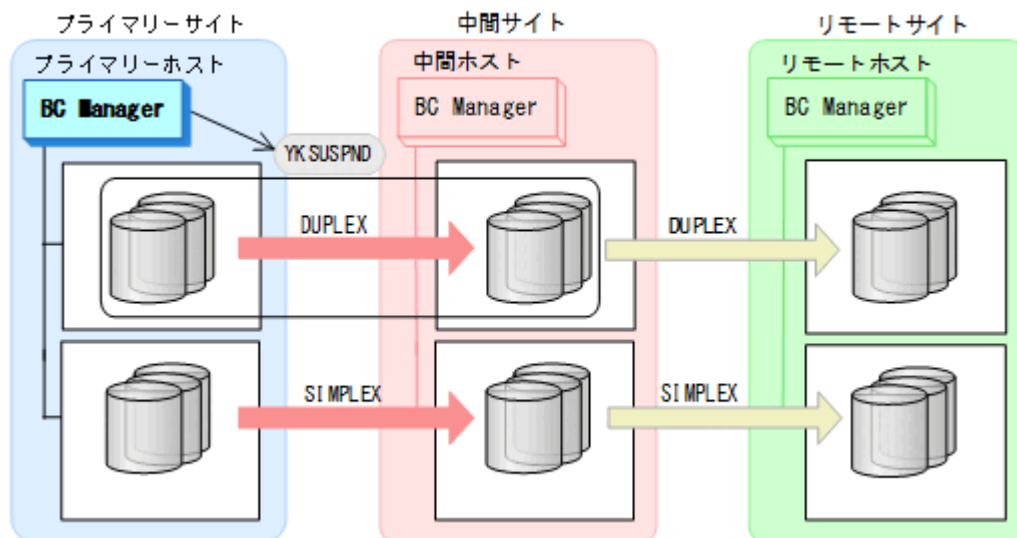 プライマリーサイト
中間サイト
リモートサイト
プライマリーホスト
中間ホスト
リモートホスト
BC Manager
BC Manager
BC Manager
YKSUSPND
DUPLEX
DUPLEX
SIMPLEX
SIMPLEX